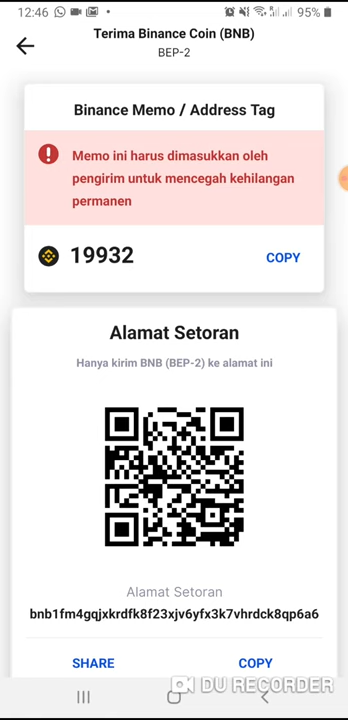 12:46
95%
Terima Binance Coin (BNB)
BEP-2
Binance Memo / Address Tag
Memo ini harus dimasukkan oleh
pengirim untuk mencegah kehilangan
permanen
19932
COPY
Alamat Setoran
Hanya kirim BNB (BEP-2) ke alamat ini
Alamat Setoran
bnb1fm4gqjxkrdfk8f23xjv6yfx3k7vhrdck8qp6a6
SHARE
COPY
DU RECORDER